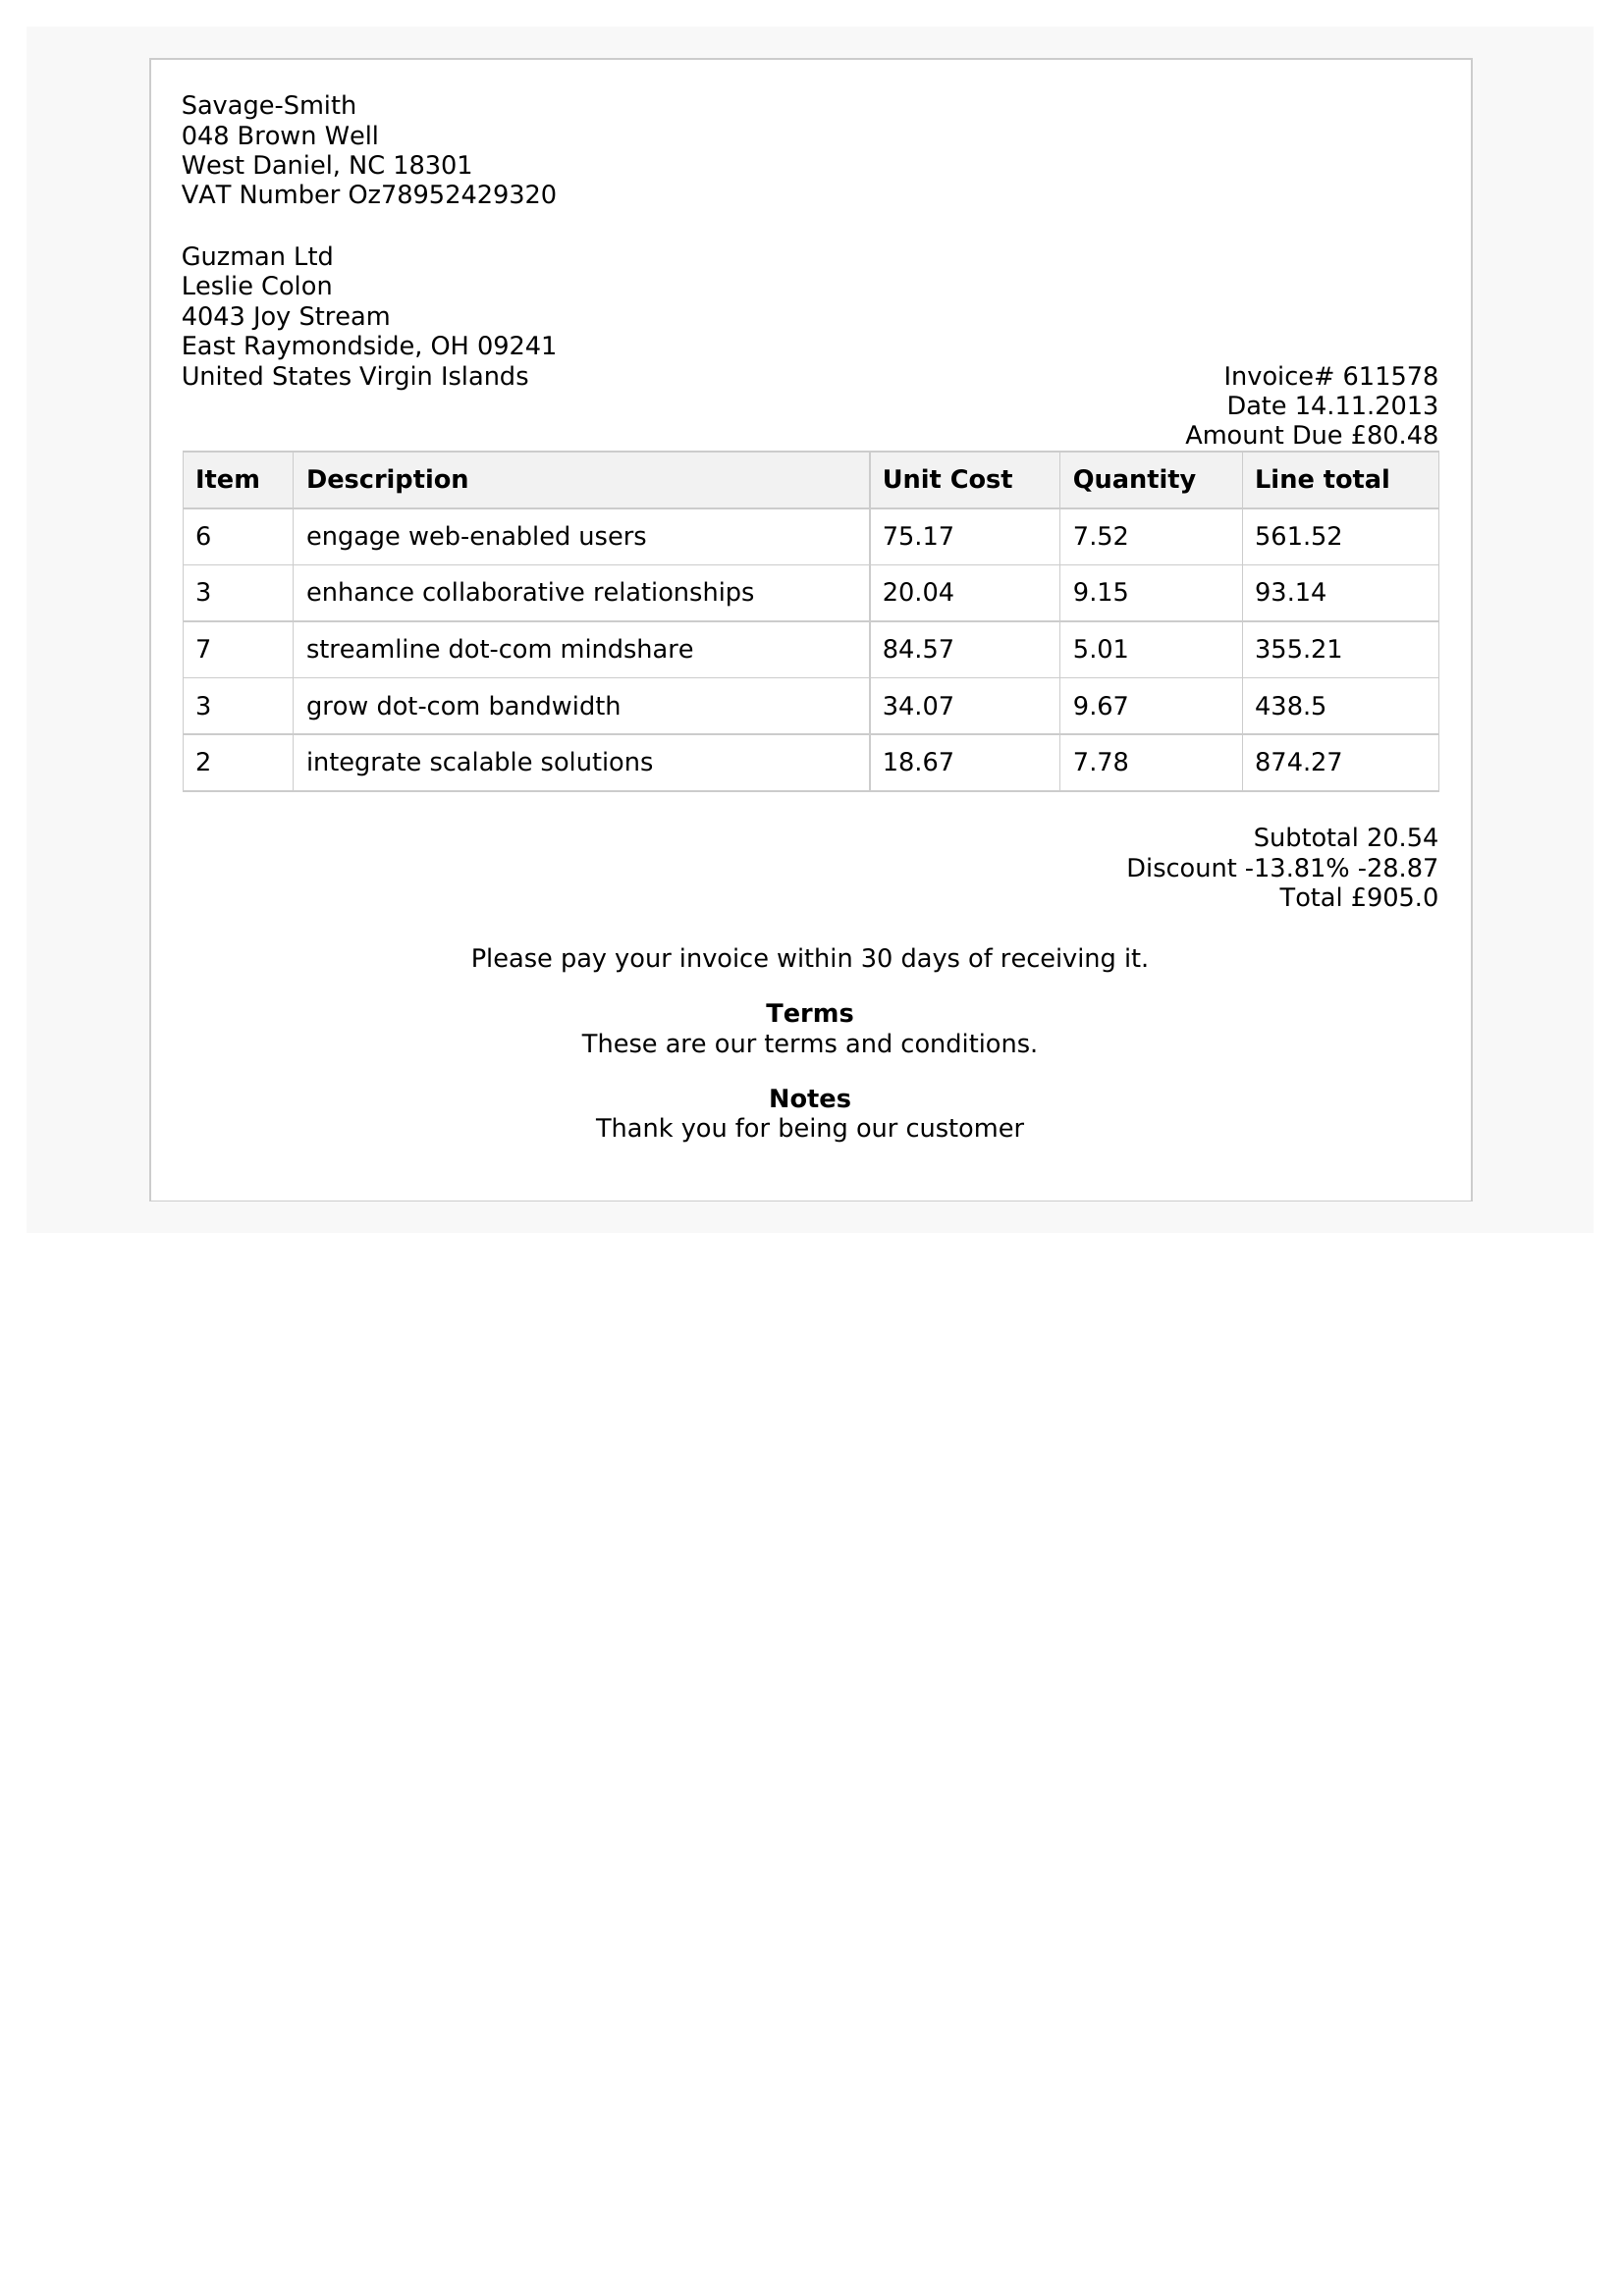 Savage-Smith
048 Brown Well
West Daniel, NC 18301
VAT Number Oz78952429320
Guzman Ltd
Leslie Colon
4043 Joy Stream
East Raymondside, OH 09241
United States Virgin Islands
Invoice# 611578
Date 14.11.2013
Amount Due £80.48
Item Description Unit Cost Quantity Line total
6 engage web-enabled users 75.17 7.52 561.52
3 enhance collaborative relationships 20.04 9.15 93.14
7 streamline dot-com mindshare 84.57 5.01 355.21
3 grow dot-com bandwidth 34.07 9.67 438.5
2 integrate scalable solutions 18.67 7.78 874.27
Subtotal 20.54
Discount -13.81% -28.87
Total £905.0
Please pay your invoice within 30 days of receiving it.
Terms
These are our terms and conditions.
Notes
Thank you for being our customer